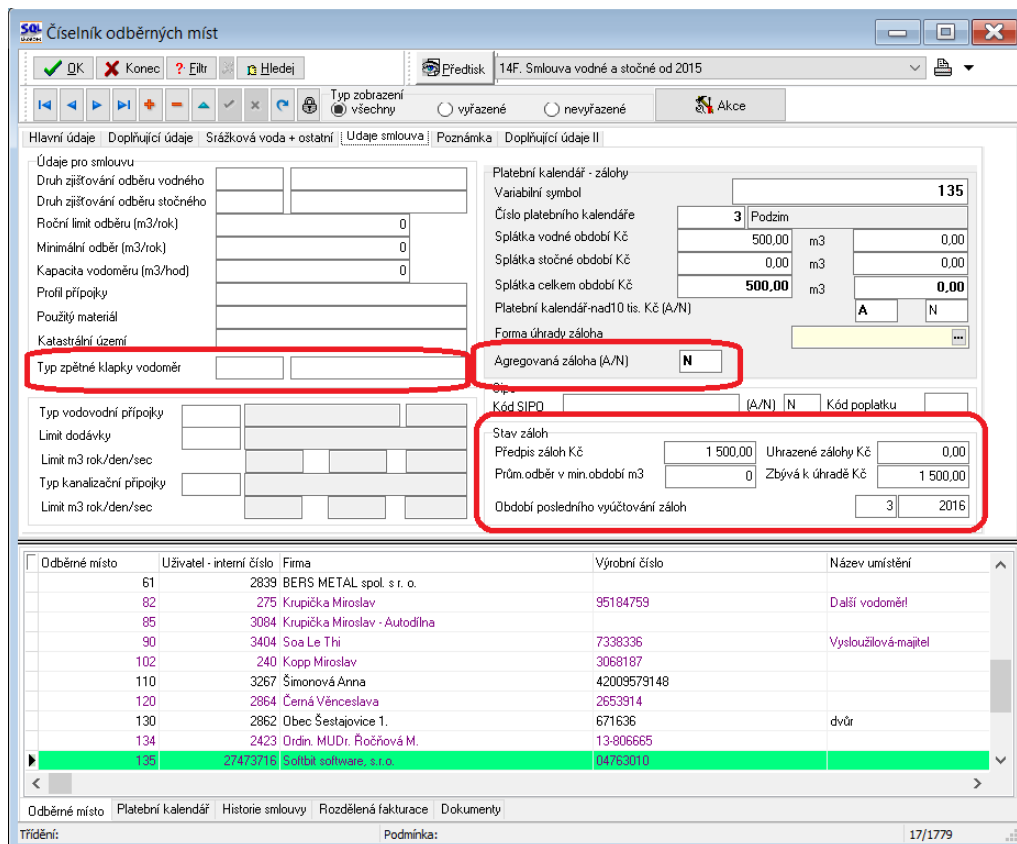 SQL Číselník odběrných míst
OK Konec ? Filtr Hledej Předtisk 14F. Smlouva vodné a stočné od 2015
Typ zobrazení
všechny vyřazené nevyřazené Akce
Hlavní údaje Doplňující údaje Srážková voda + ostatní Údaje smlouva Poznámka Doplňující údaje II
Údaje pro smlouvu
Druh zjišťování odběru vodného
Druh zjišťování odběru stočného
Roční limit odběru (m3/rok) 0
Minimální odběr (m3/rok) 0
Kapacita vodoměru (m3/hod) 0
Profil přípojky
Použitý materiál
Katastrální území
Typ zpětné klapky vodoměr
Typ vodovodní přípojky
Limit dodávky
Limit m3 rok/den/sec
Typ kanalizační připojky
Limit m3 rok/den/sec
Platební kalendář - zálohy
Variabilní symbol 135
Číslo platebního kalendáře 3 Podzim
Splátka vodné období Kč 500,00 m3 0,00
Splátka stočné období Kč 0,00 m3 0,00
Splátka celkem období Kč 500,00 m3 0,00
Platební kalendář-nad10 tis. Kč (A/N) A N
Forma úhrady záloha ...
Agregovaná záloha (A/N) N
Sipo
Kód SIPO (A/N) N Kód poplatku
Stav záloh
Předpis záloh Kč 1 500,00 Uhrazené zálohy Kč 0,00
Prům.odběr v min.období m3 0 Zbývá k úhradě Kč 1 500,00
Období posledního vyúčtování záloh 3 2016
Odběrné místo Uživatel - interní číslo Firma Výrobní číslo Název umístění
61 2839 BERS METAL spol. s r. o.
82 275 Krupička Miroslav 95184759 Další vodoměr!
85 3084 Krupička Miroslav - Autodílna
90 3404 Soa Le Thi 7338336 Vysloužilová-majitel
102 240 Kopp Miroslav 3068187
110 3267 Šimonová Anna 42009579148
120 2864 Černá Věnceslava 2653914
130 2862 Obec Šestajovice 1. 671636 dvůr
134 2423 Ordin. MUDr. Ročňová M. 13-806665
135 27473716 Softbit software, s.r.o. 04763010
Odběrné místo Platební kalendář Historie smlouvy Rozdělená fakturace Dokumenty
Třídění: Podmínka: 17/1779